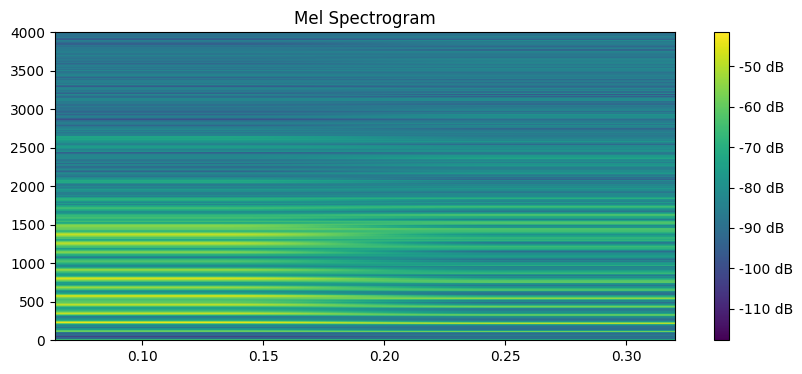 Mel Spectrogram
4000
3500
3000
2500
2000
1500
1000
500
0
0.10 0.15 0.20 0.25 0.30
-50 dB
-60 dB
-70 dB
-80 dB
-90 dB
-100 dB
-110 dB